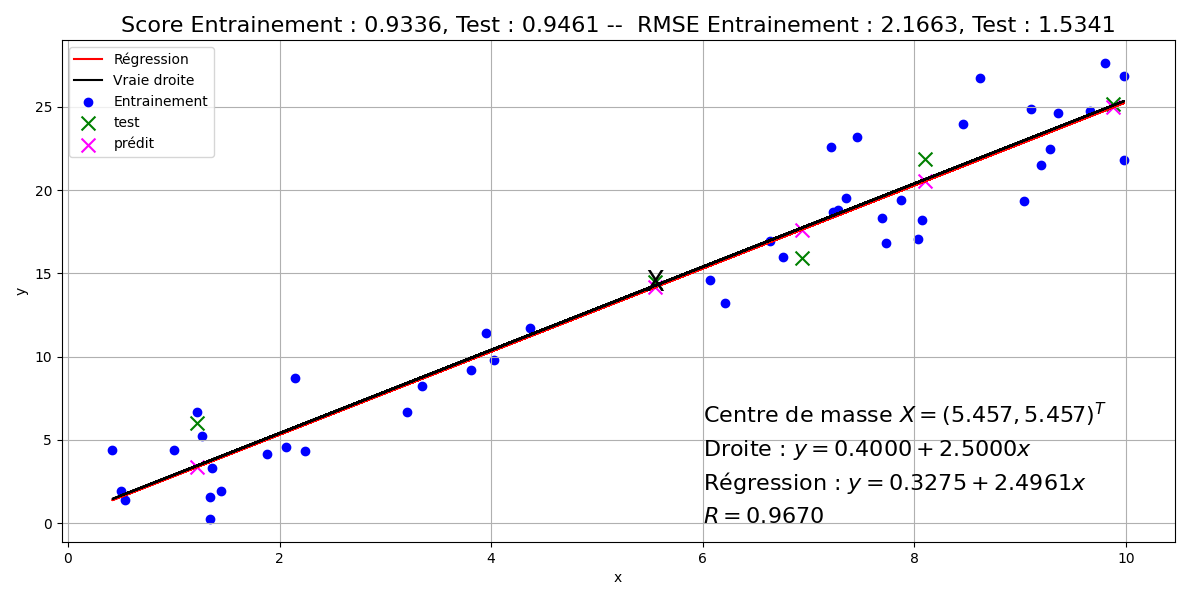 Score Entrainement : 0.9336, Test : 0.9461 --  RMSE Entrainement : 2.1663, Test : 1.5341
Régression
Vraie droite
Entrainement
test
prédit
25
20
15
10
5
0
y
Centre de masse X = (5.457, 5.457)^T
Droite : y = 0.4000 + 2.5000x
Régression : y = 0.3275 + 2.4961x
R = 0.9670
0 2 4 6 8 10
x